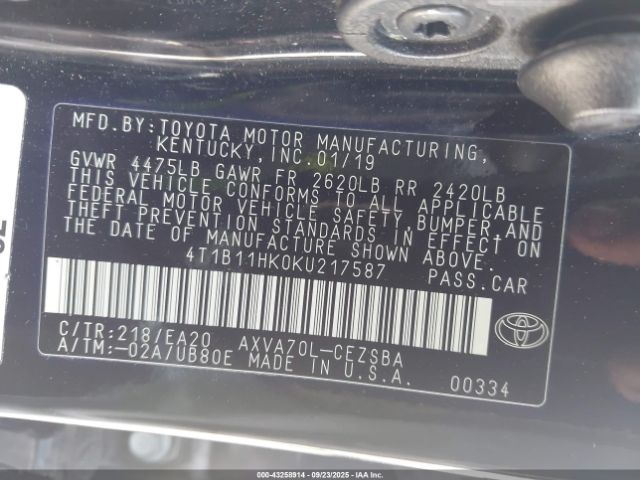 MFD.BY:TOYOTA MOTOR MANUFACTURING,
KENTUCKY,INC.01/19
GVWR 4475LB GAWR FR 2620LB RR 2420LB
THIS VEHICLE CONFORMS TO ALL APPLICABLE
FEDERAL MOTOR VEHICLE SAFETY,BUMPER,AND
THEFT PREVENTION STANDARDS IN EFFECT ON
THE DATE OF MANUFACTURE SHOWN ABOVE.
4T1B11HK0KU217587 PASS.CAR
C/TR:218/EA20 AXVA70L-CEZSBA
A/TM:-02A/UB80E MADE IN U.S.A.
00334
TOYOTA
000-43258914 - 09/23/2025 - IAAI.CA